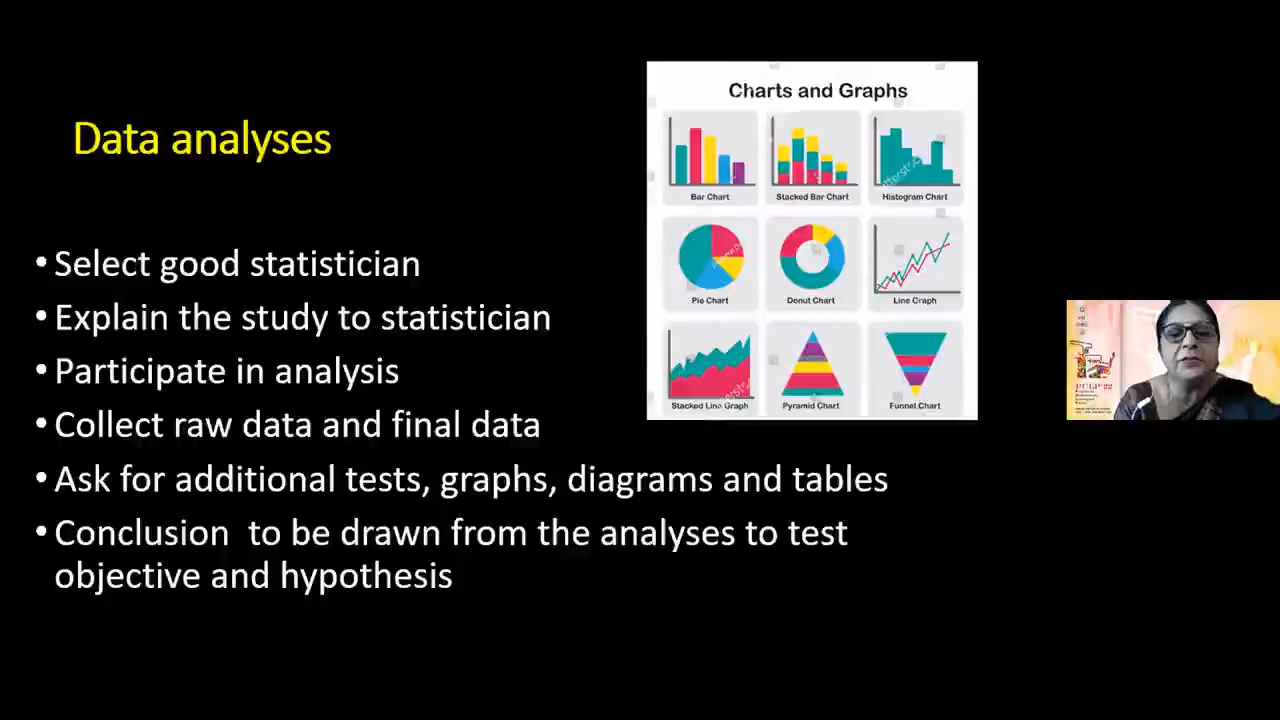 Data analyses
• Select good statistician
• Explain the study to statistician
• Participate in analysis
• Collect raw data and final data
• Ask for additional tests, graphs, diagrams and tables
• Conclusion to be drawn from the analyses to test
objective and hypothesis
Charts and Graphs
Bar Chart
Stacked Bar Chart
Histogram Chart
Pie Chart
Donut Chart
Line Graph
Stacked Line Graph
Pyramid Chart
Funnel Chart